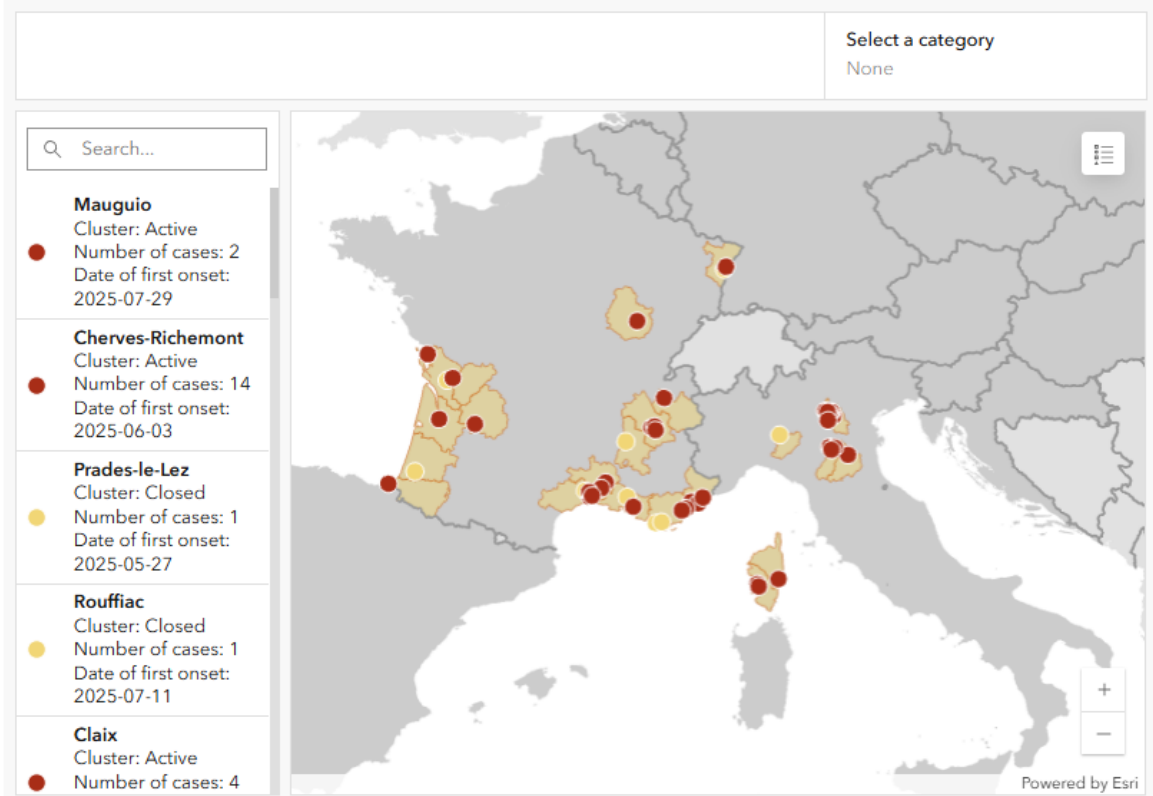 Select a category
None
Search...
Mauguio
Cluster: Active
Number of cases: 2
Date of first onset:
2025-07-29
Cherves-Richemont
Cluster: Active
Number of cases: 14
Date of first onset:
2025-06-03
Prades-le-Lez
Cluster: Closed
Number of cases: 1
Date of first onset:
2025-05-27
Rouffiac
Cluster: Closed
Number of cases: 1
Date of first onset:
2025-07-11
Claix
Cluster: Active
Number of cases: 4
Powered by Esri